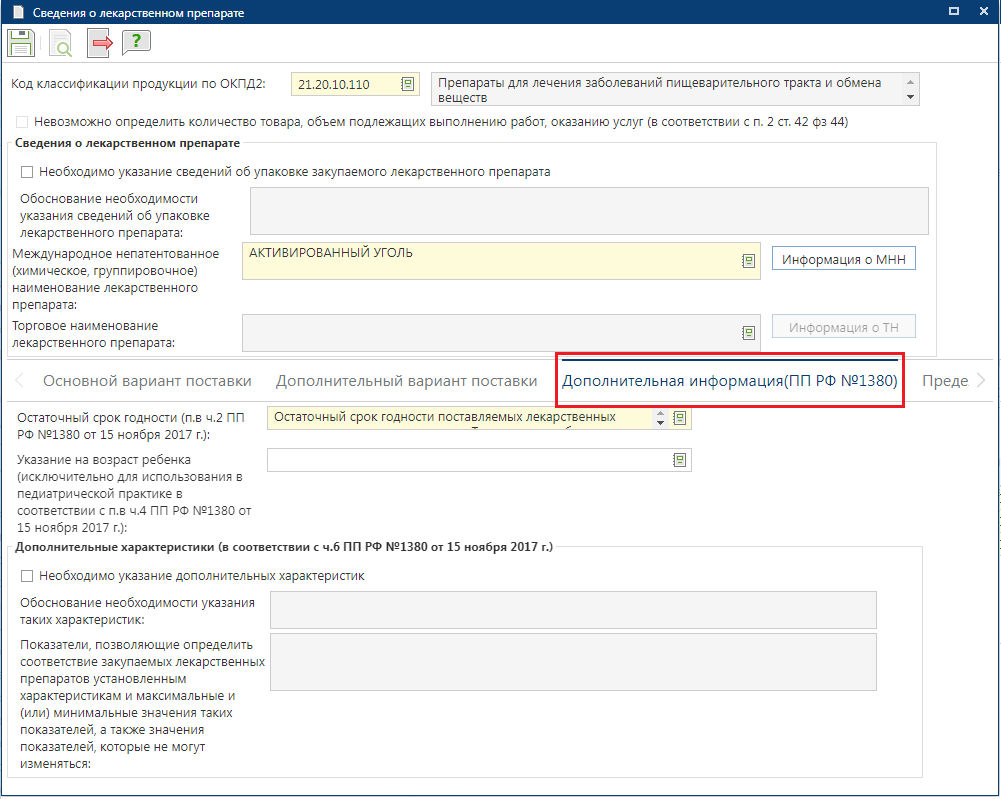 Сведения о лекарственном препарате
?
Код классификации продукции по ОКПД2:
21.20.10.110
Препараты для лечения заболеваний пищеварительного тракта и обмена
веществ
Невозможно определить количество товара, объем подлежащих выполнению работ, оказанию услуг (в соответствии с п. 2 ст. 42 фз 44)
Сведения о лекарственном препарате
Необходимо указание сведений об упаковке закупаемого лекарственного препарата
Обоснование необходимости
указания сведений об упаковке
лекарственного препарата:
Международное непатентованное
(химическое, группировочное)
наименование лекарственного
препарата:
АКТИВИРОВАННЫЙ УГОЛЬ
Информация о МНН
Торговое наименование
лекарственного препарата:
Информация о ТН
Основной вариант поставки
Дополнительный вариант поставки
Дополнительная информация(ПП РФ №1380)
Преде
Остаточный срок годности (п.в ч.2 ПП
РФ №1380 от 15 ноября 2017 г.):
Остаточный срок годности поставляемых лекарственных
Указание на возраст ребенка
(исключительно для использования в
педиатрической практике в
соответствии с п.в ч.4 ПП РФ №1380 от
15 ноября 2017 г.):
Дополнительные характеристики (в соответствии с ч.6 ПП РФ №1380 от 15 ноября 2017 г.)
Необходимо указание дополнительных характеристик
Обоснование необходимости указания
таких характеристик:
Показатели, позволяющие определить
соответствие закупаемых лекарственных
препаратов установленным
характеристикам и максимальные и
(или) минимальные значения таких
показателей, а также значения
показателей, которые не могут
изменяться: